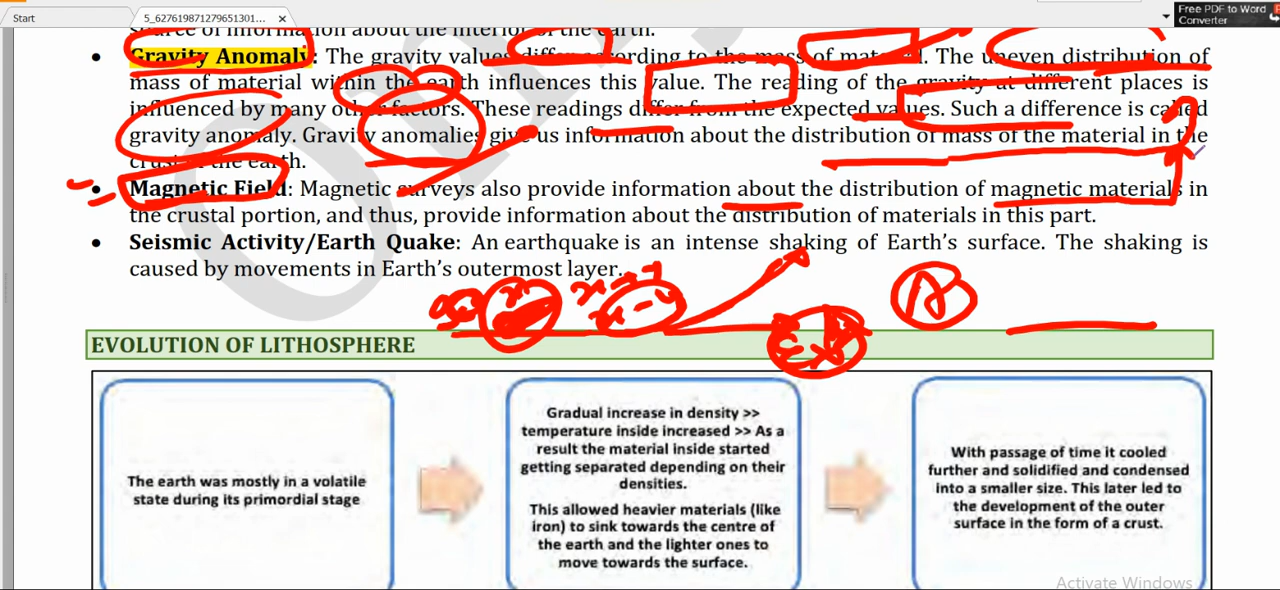 Start
5_627619871279651301...
Free PDF to Word
Converter
source of information about the interior of the earth.
• Gravity Anomaly: The gravity values differ according to the mass of material. The uneven distribution of
mass of material within the earth influences this value. The reading of the gravity at different places is
influenced by many other factors. These readings differ from the expected values. Such a difference is called
gravity anomaly. Gravity anomalies give us information about the distribution of mass of the material in the
crust of the earth.
• Magnetic Field: Magnetic surveys also provide information about the distribution of magnetic materials in
the crustal portion, and thus, provide information about the distribution of materials in this part.
• Seismic Activity/Earth Quake: An earthquake is an intense shaking of Earth's surface. The shaking is
caused by movements in Earth's outermost layer.
EVOLUTION OF LITHOSPHERE
The earth was mostly in a volatile
state during its primordial stage
Gradual increase in density >>
temperature inside increased >> As a
result the material inside started
getting separated depending on their
densities.
This allowed heavier materials (like
iron) to sink towards the centre of
the earth and the lighter ones to
move towards the surface.
With passage of time it cooled
further and solidified and condensed
into a smaller size. This later led to
the development of the outer
surface in the form of a crust.
Activate Windows